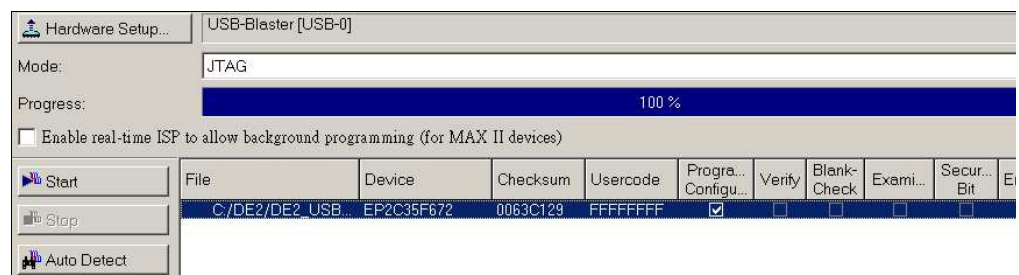 Hardware Setup... USB-Blaster [USB-0]
Mode: JTAG
Progress: 100 %
Enable real-time ISP to allow background programming (for MAX II devices)
Start
Stop
Auto Detect
File Device Checksum Usercode Progra... Configu... Verify Blank-Check Exami... Secur... Bit
C:/DE2/DE2_USB... EP2C35F672 0063C129 FFFFFFFF